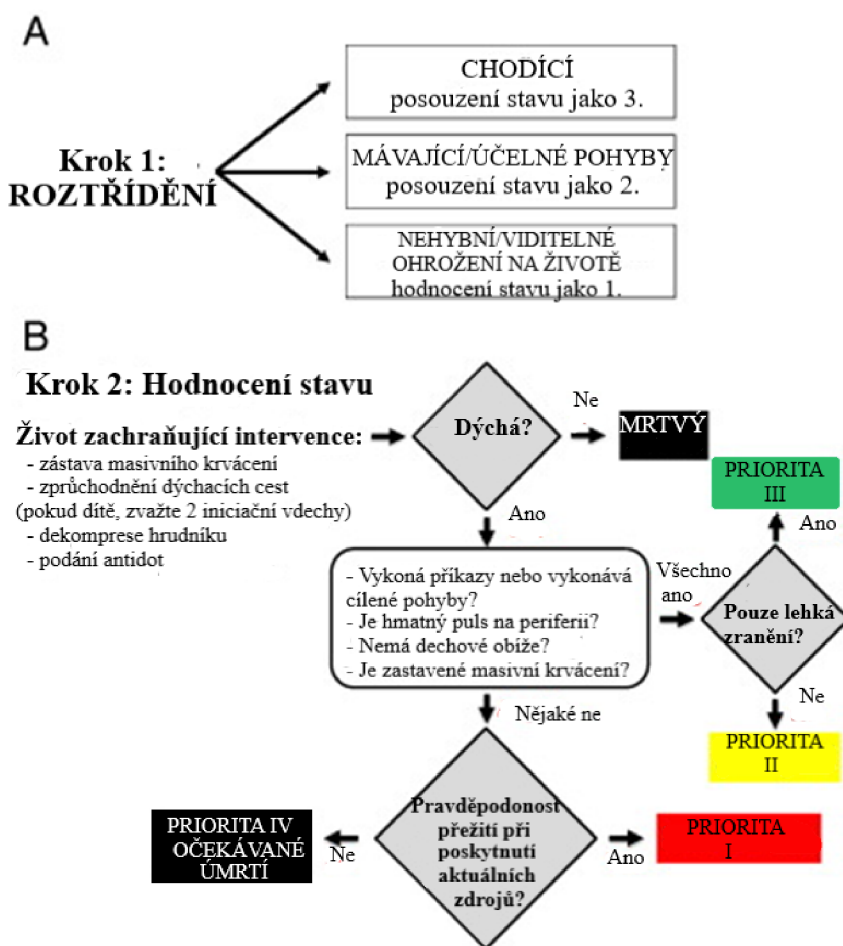 A
Krok 1:
ROZTŘÍDĚNÍ
CHODÍCÍ
posouzení stavu jako 3.
MÁVAJÍCÍ/ÚČELNÉ POHYBY
posouzení stavu jako 2.
NEHYBNÍ/VIDITELNÉ
OHROŽENÍ NA ŽIVOTĚ
hodnocení stavu jako 1.
B
Krok 2: Hodnocení stavu
Život zachraňující intervence:
- zástava masivního krvácení
- zprůchodnění dýchacích cest
(pokud dítě, zvažte 2 iniciační vdechy)
- dekomprese hrudníku
- podání antidot
Dýchá?
Ne
MRTVÝ
Ano
- Vykoná příkazy nebo vykonává
cílené pohyby?
- Je hmatný puls na periferii?
- Nemá dechové obíže?
- Je zastavené masivní krvácení?
Všechno
ano
Pouze lehká
zranění?
Ano
PRIORITA
III
Ne
PRIORITA
II
Nějaké ne
Pravděpodonost
přežití při
poskytnutí
aktuálních
zdrojů?
Ne
PRIORITA IV
OČEKÁVANÉ
ÚMRTÍ
Ano
PRIORITA
I